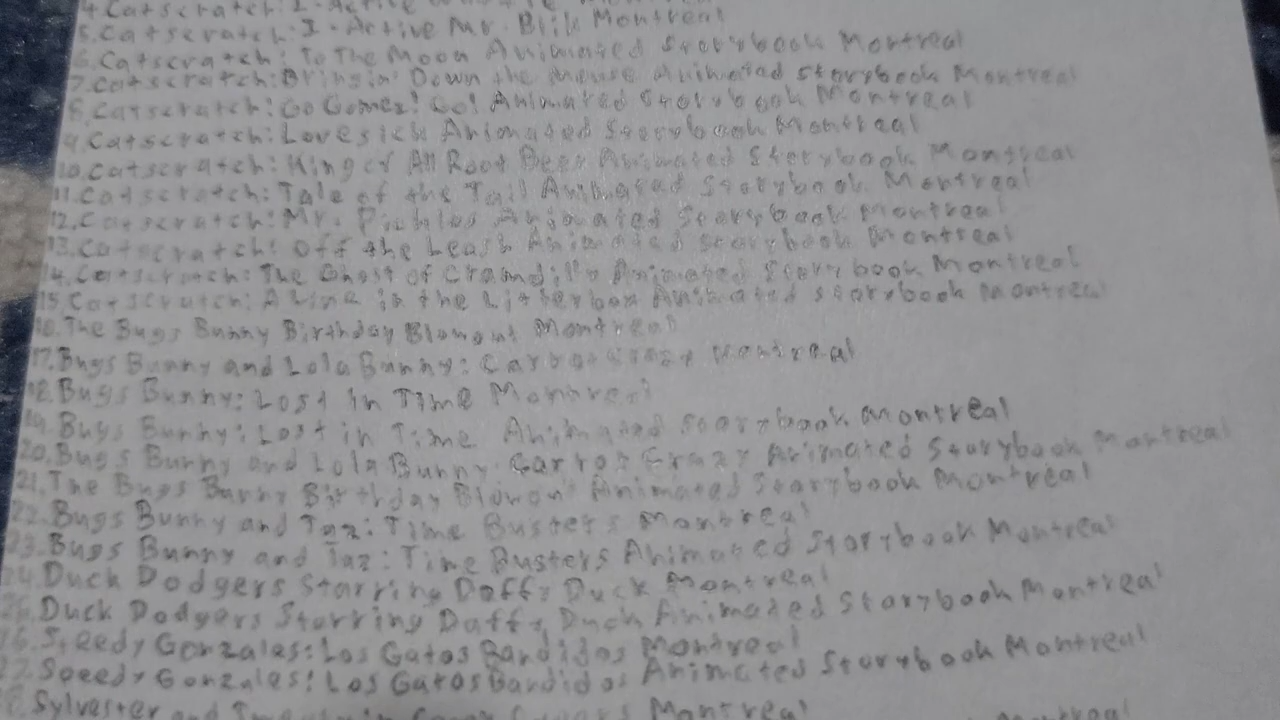 4.Catscratch: I-Active Montreal
5.Catscratch: I-Active Mr. Blik Montreal
6.Catscratch: To The Moon Animated Storybook Montreal
7.Catscratch: Bringin' Down the Mouse Animated Storybook Montreal
8.Catscratch: Go Gomez! Go! Animated Storybook Montreal
9.Catscratch: Lovesick Animated Storybook Montreal
10.Catscratch: King of All Root Beer Animated Storybook Montreal
11.Catscratch: Tale of the Tail Animated Storybook Montreal
12.Catscratch: Mr. Pickles Animated Storybook Montreal
13.Catscratch: Off the Leash Animated Storybook Montreal
14.Catscratch: The Ghost of Cramdilly Animated Storybook Montreal
15.Catscratch: A Line in the Litterbox Animated Storybook Montreal
16.The Bugs Bunny Birthday Blowout Montreal
17.Bugs Bunny and Lola Bunny: Carrot Crazy Montreal
18.Bugs Bunny: Lost in Time Montreal
19.Bugs Bunny: Lost in Time Animated Storybook Montreal
20.Bugs Bunny and Lola Bunny Carrot Crazy Animated Storybook Montreal
21.The Bugs Bunny Birthday Blowout Animated Storybook Montreal
22.Bugs Bunny and Taz: Time Busters Montreal
23.Bugs Bunny and Taz: Time Busters Animated Storybook Montreal
24.Duck Dodgers Starring Daffy Duck Montreal
25.Duck Dodgers Starring Daffy Duck Animated Storybook Montreal
26.Speedy Gonzales: Los Gatos Bandidos Montreal
27.Speedy Gonzales: Los Gatos Bandidos Animated Storybook Montreal
28.Sylvester and Tweety in Montreal
Montreal